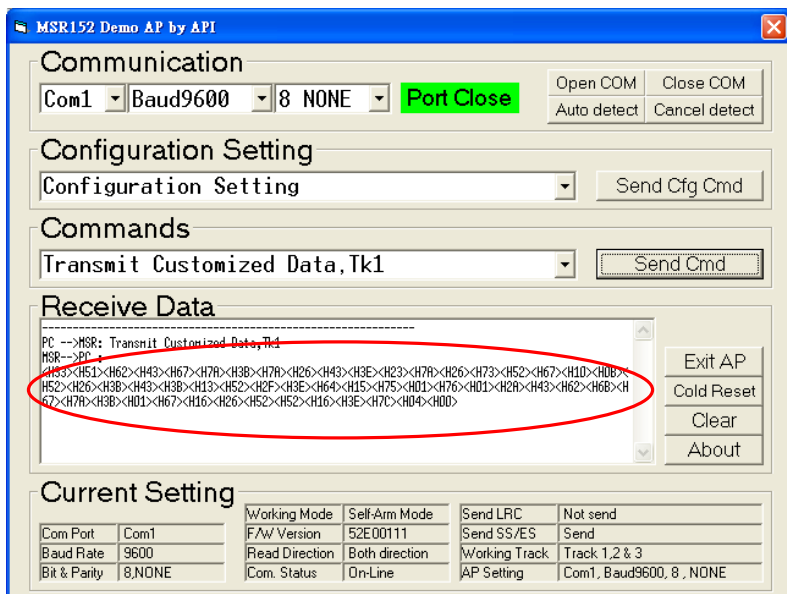 MSR152 Demo AP by API
Communication
Com1 Baud9600 8 NONE Port Close
Open COM Close COM
Auto detect Cancel detect
Configuration Setting
Configuration Setting Send Cfg Cmd
Commands
Transmit Customized Data,Tk1 Send Cmd
Receive Data
PC -->MSR: Transmit Customized Data,Tk1
MSR-->PC :
<H53><H51><H62><H43><H67><H7A><H3B><H7A><H26><H43><H3E><H23><H7A><H26><H73><H52><H67><H10><H0B><
H52><H26><H3B><H43><H3B><H13><H52><H2F><H3E><H64><H15><H75><H01><H76><H01><H2A><H43><H62><H6B><H
67><H7A><H3B><H01><H67><H16><H26><H52><H52><H16><H3E><H7C><H04><H00>
Exit AP
Cold Reset
Clear
About
Current Setting
Working Mode Self-Arm Mode Send LRC Not send
Com Port Com1 F/W Version 52E00111 Send SS/ES Send
Baud Rate 9600 Read Direction Both direction Working Track Track 1,2 & 3
Bit & Parity 8,NONE Com. Status On-Line AP Setting Com1, Baud9600, 8 , NONE